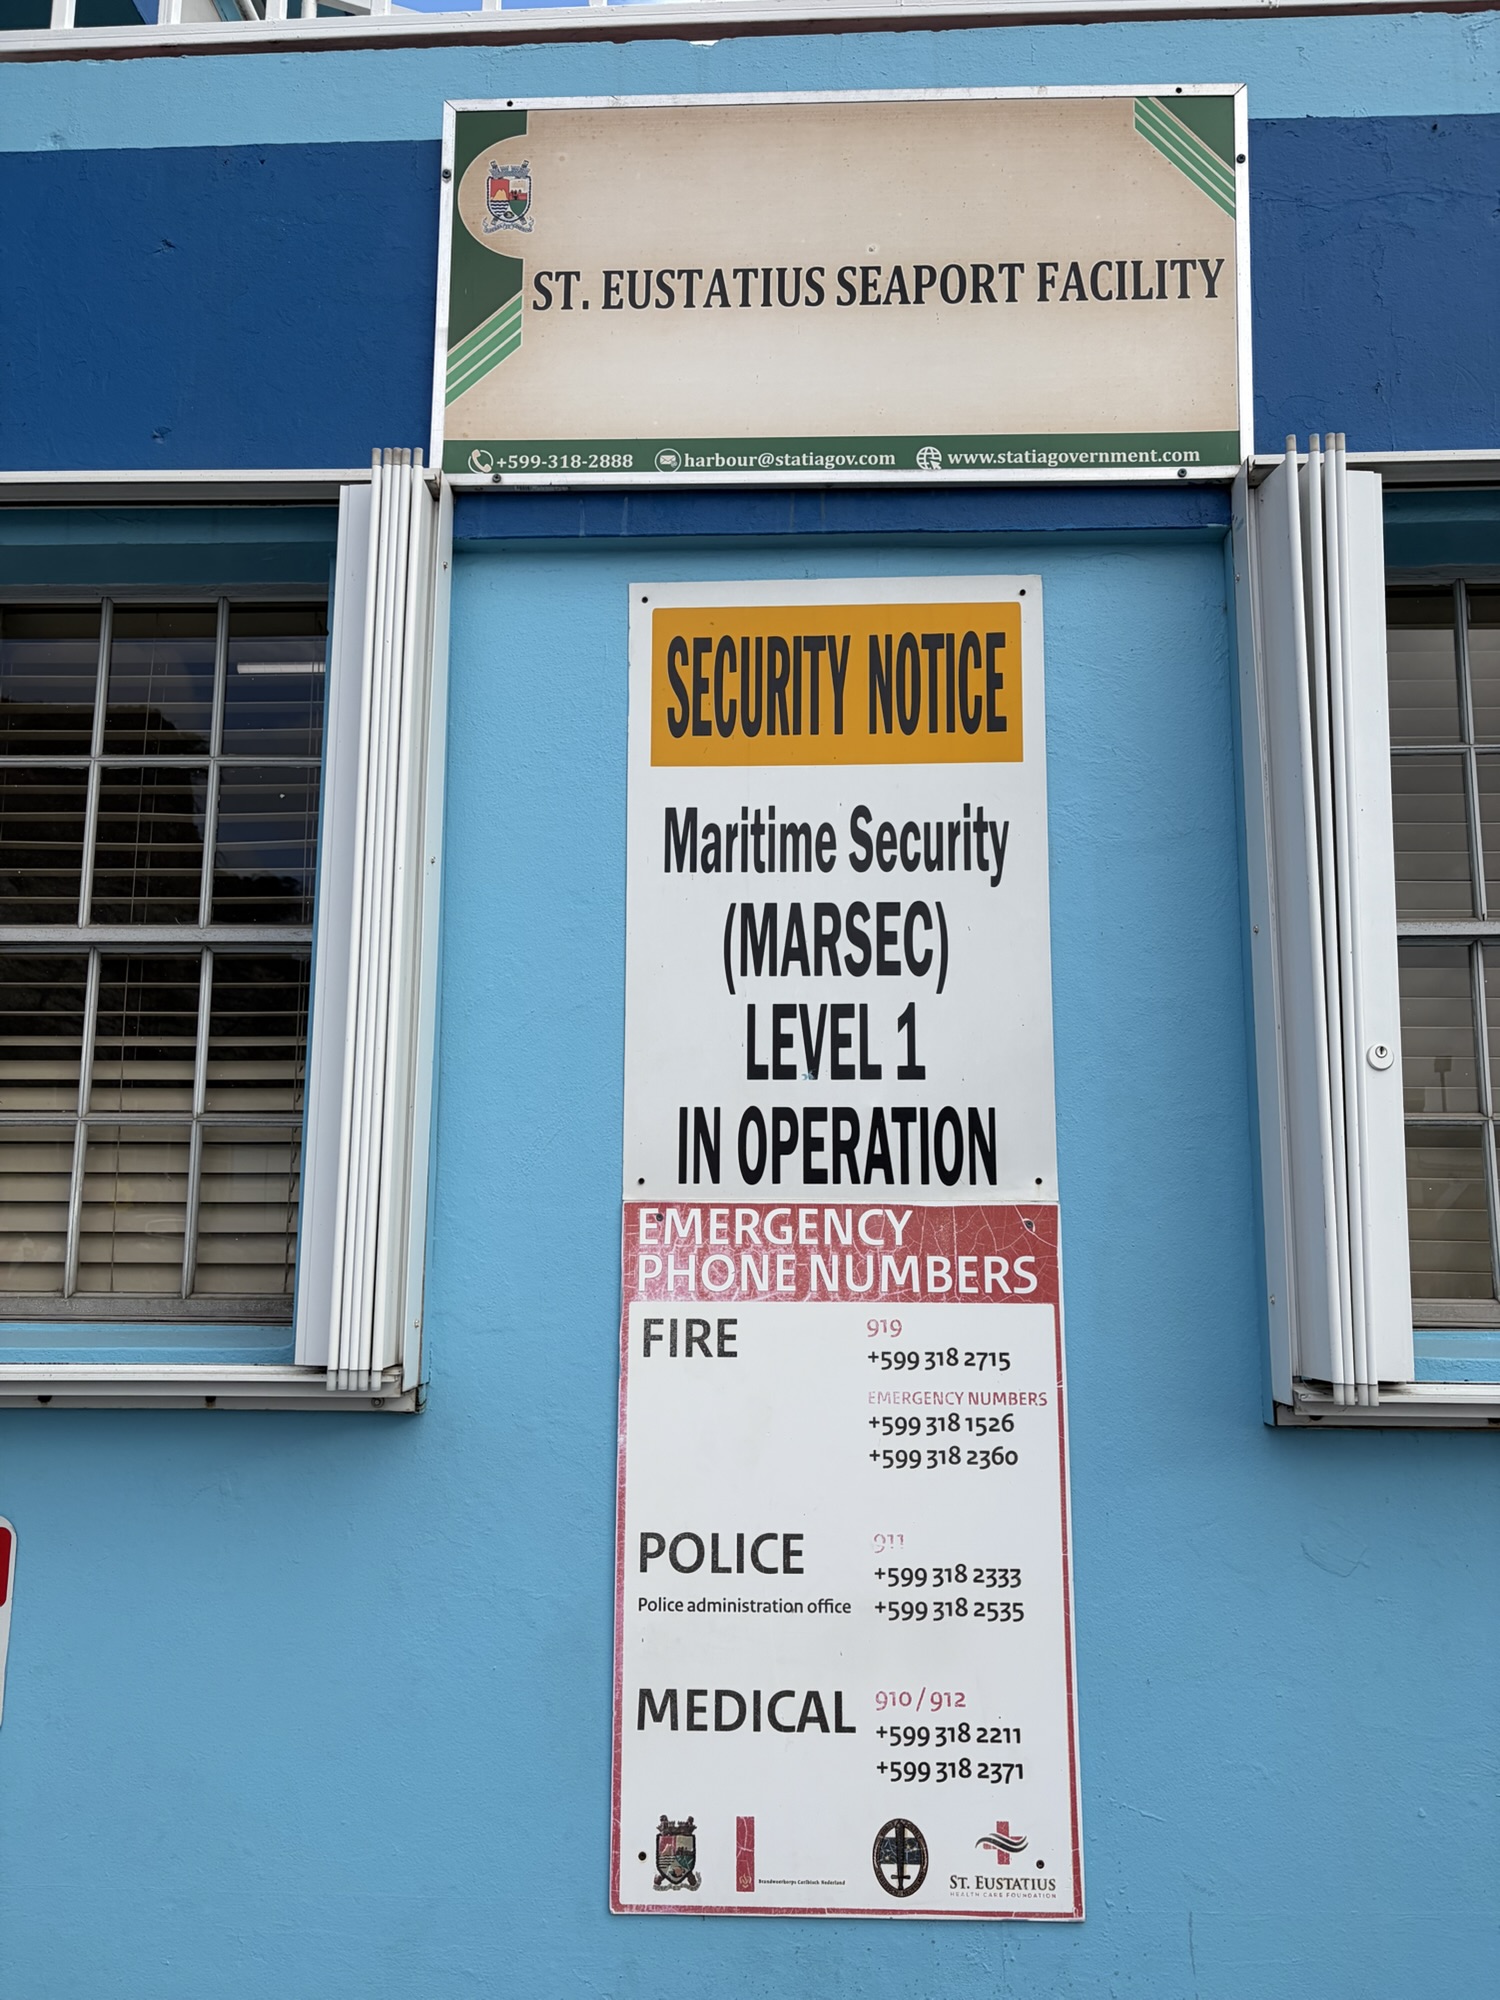 ST. EUSTATIUS SEAPORT FACILITY
+599-318-2888 harbour@statiagov.com www.statiagovernment.com
SECURITY NOTICE
Maritime Security
(MARSEC)
LEVEL 1
IN OPERATION
EMERGENCY
PHONE NUMBERS
FIRE 919
+599 318 2715
EMERGENCY NUMBERS
+599 318 1526
+599 318 2360
POLICE 911
+599 318 2333
Police administration office +599 318 2535
MEDICAL 910 / 912
+599 318 2211
+599 318 2371
Brandweerkorps Caribisch Nederland
ST. EUSTATIUS
HEALTH CARE FOUNDATION